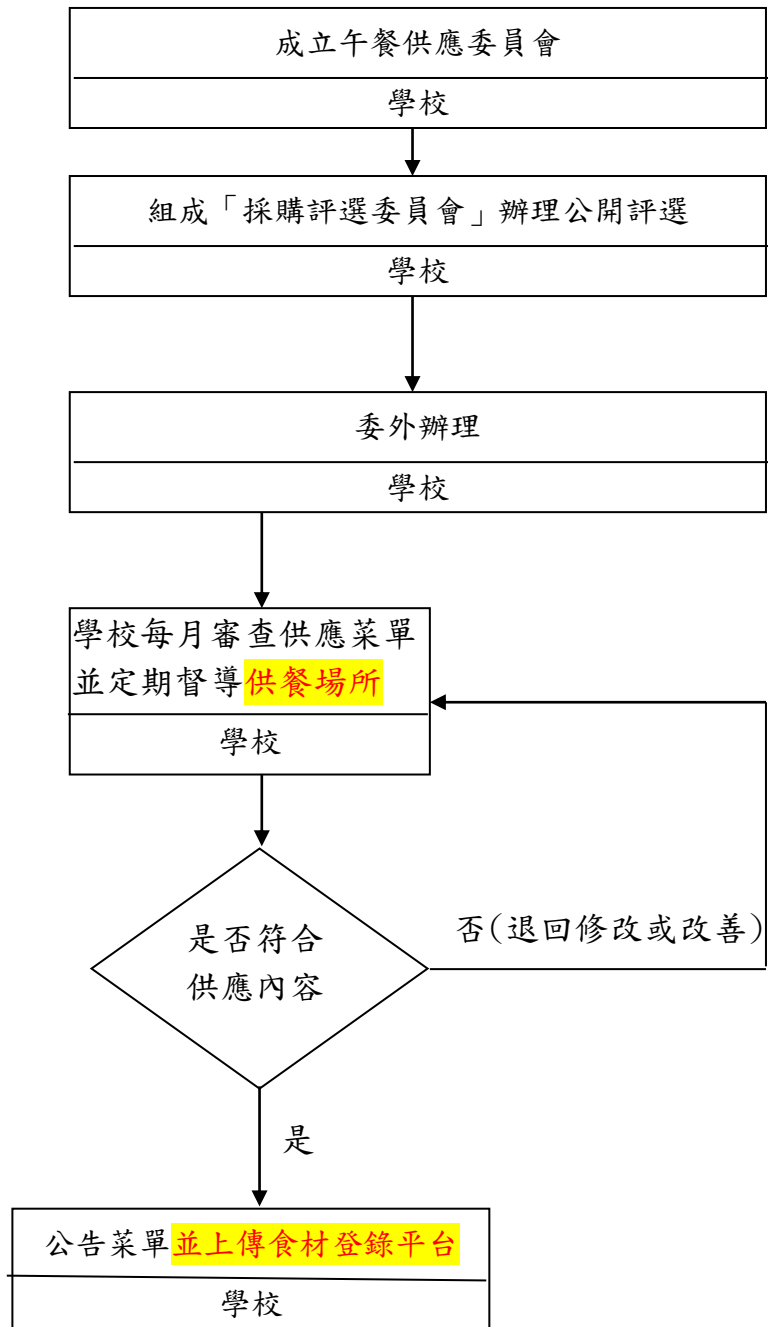 成立午餐供應委員會
學校
組成「採購評選委員會」辦理公開評選
學校
委外辦理
學校
學校每月審查供應菜單
並定期督導供餐場所
學校
是否符合
供應內容
否(退回修改或改善)
是
公告菜單並上傳食材登錄平台
學校